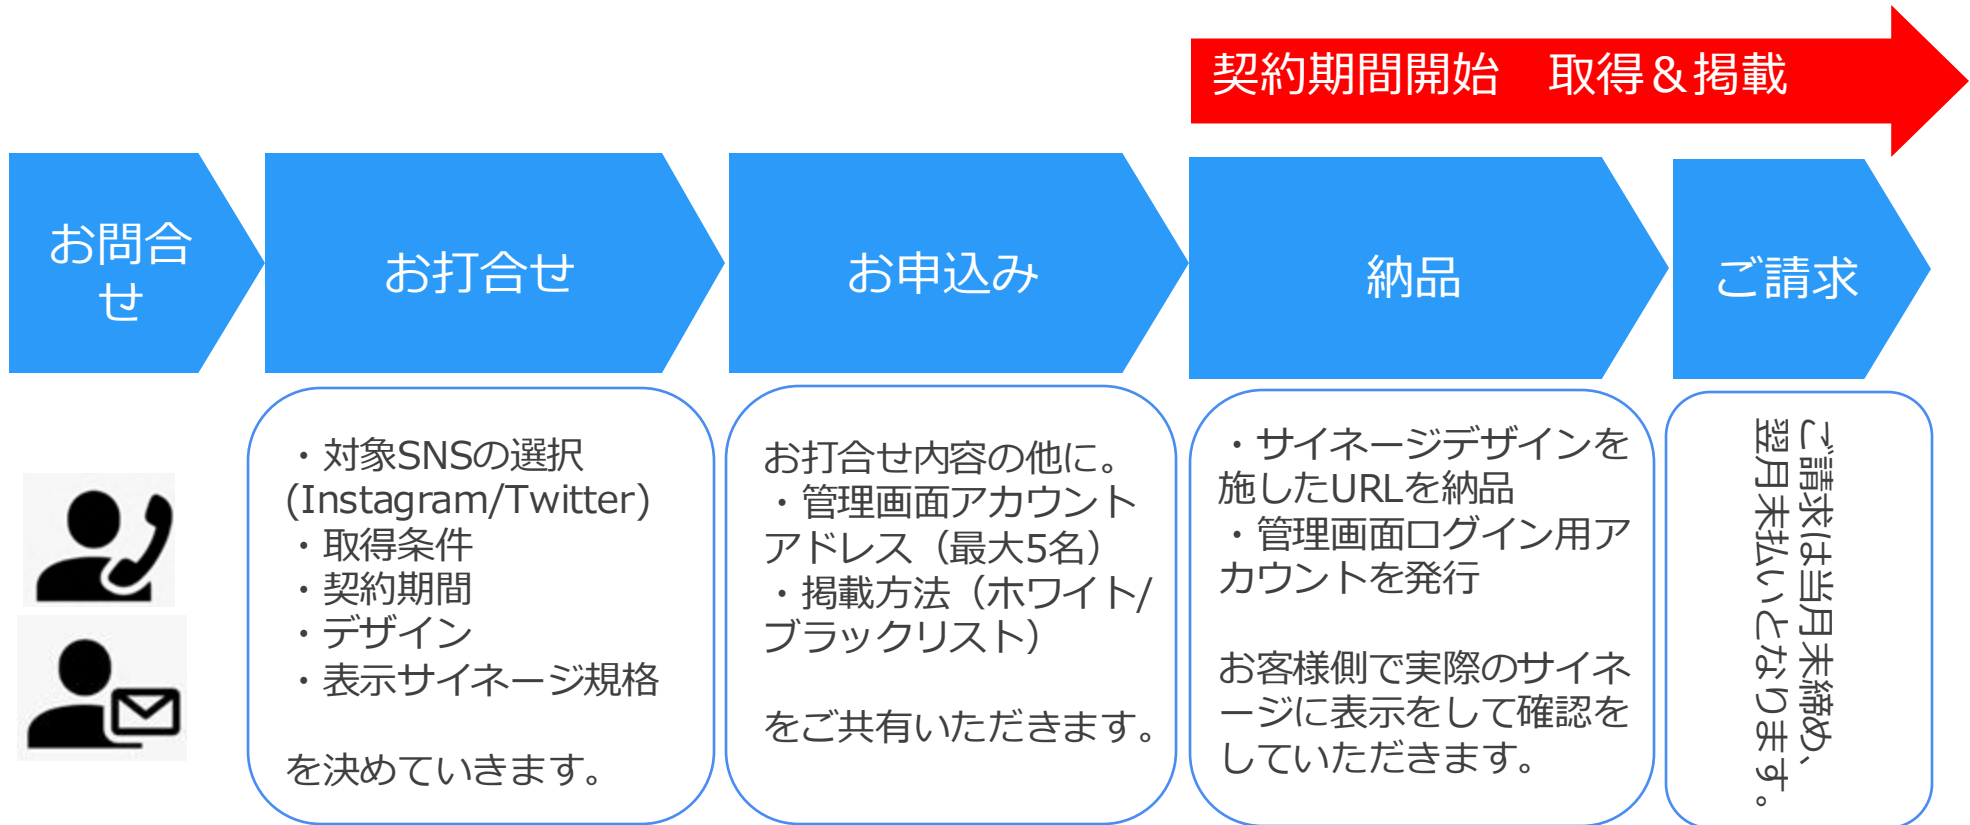 契約期間開始　取得＆掲載
お問合
せ
お打合せ
お申込み
納品
ご請求
・対象SNSの選択
(Instagram/Twitter)
・取得条件
・契約期間
・デザイン
・表示サイネージ規格
を決めていきます。
お打合せ内容の他に。
・管理画面アカウント
アドレス（最大5名）
・掲載方法（ホワイト/
ブラックリスト）
をご共有いただきます。
・サイネージデザインを
施したURLを納品
・管理画面ログイン用ア
カウントを発行
お客様側で実際のサイネ
ージに表示をして確認を
していただきます。
ご請求は当月末締め、
翌月末払いとなります。